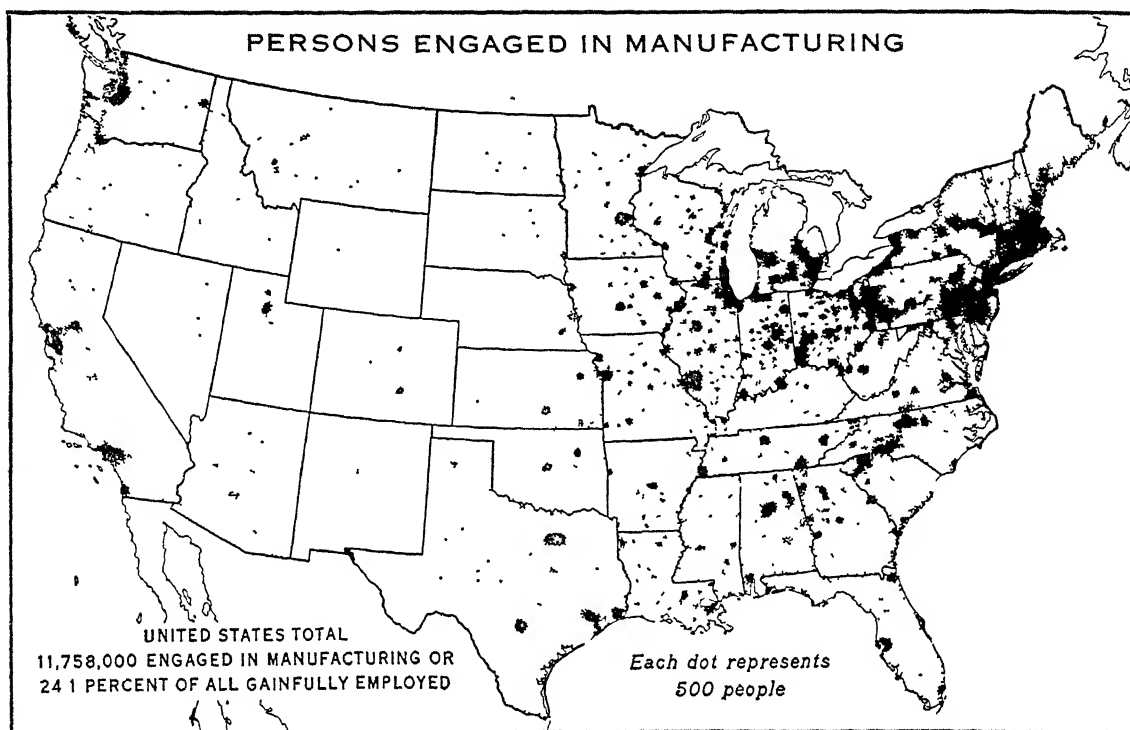 PERSONS ENGAGED IN MANUFACTURING
UNITED STATES TOTAL
11,758,000 ENGAGED IN MANUFACTURING OR
24 1 PERCENT OF ALL GAINFULLY EMPLOYED
Each dot represents
500 people